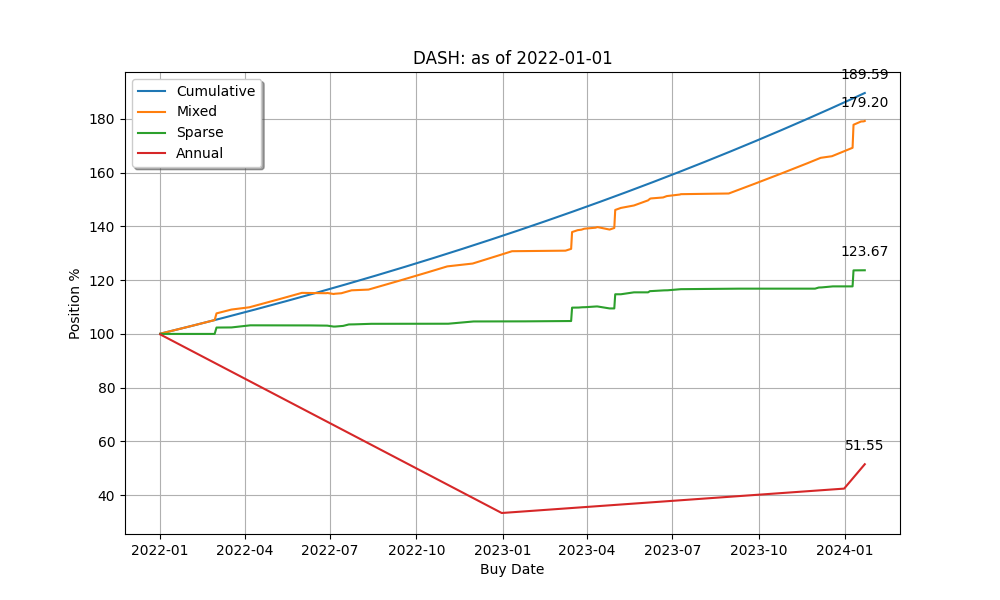 DASH: as of 2022-01-01
Cumulative
Mixed
Sparse
Annual
189.59
179.20
123.67
51.55
180
160
140
120
100
80
60
40
Position %
2022-01 2022-04 2022-07 2022-10 2023-01 2023-04 2023-07 2023-10 2024-01
Buy Date